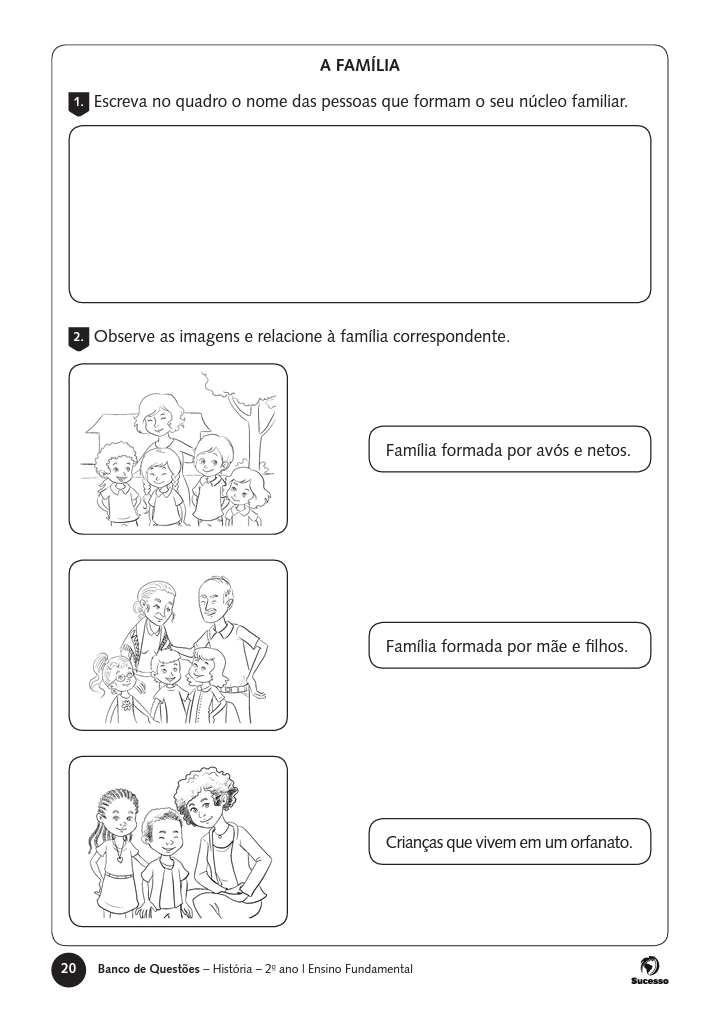 A FAMÍLIA
1. Escreva no quadro o nome das pessoas que formam o seu núcleo familiar.
2. Observe as imagens e relacione à família correspondente.
Família formada por avós e netos.
Família formada por mãe e filhos.
Crianças que vivem em um orfanato.
20 Banco de Questões – História – 2º ano I Ensino Fundamental
Sucesso